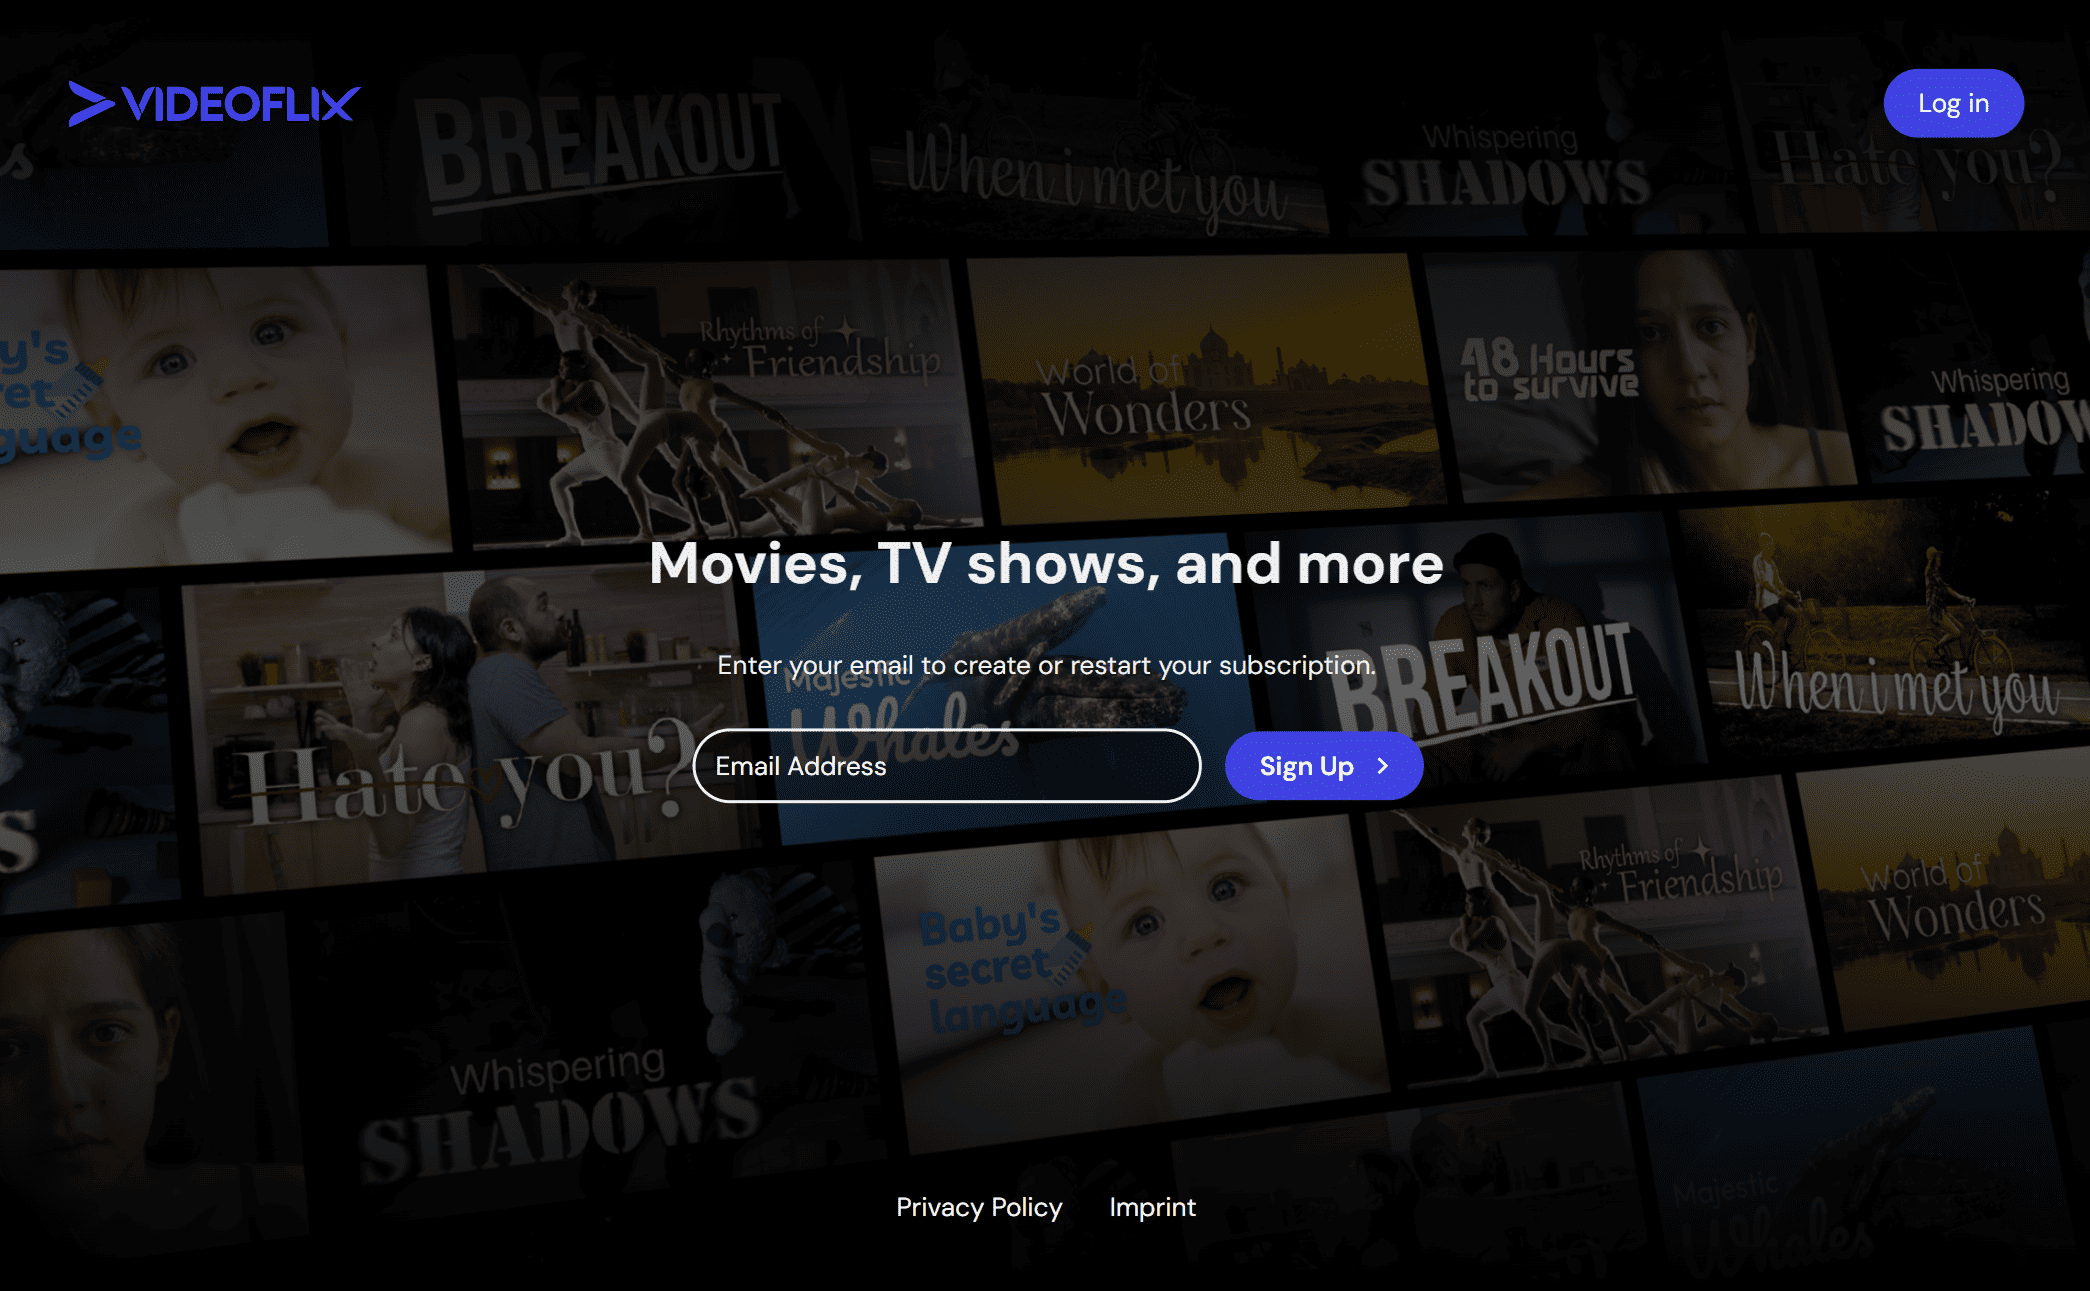 VIDEOFLIX
Log in
s
BREAKOUT
When i met you
Whispering
SHADOWS
Hate you?
y's
et
guage
Rhythms of
Friendship
World of
Wonders
48 Hours
to survive
Whispering
SHADOW
Movies, TV shows, and more
Enter your email to create or restart your subscription.
Email Address
Sign Up
s
Hate you?
Majestic
Whales
BREAKOUT
When i met you
Whispering
SHADOWS
Baby's
secret
language
Rhythms of
Friendship
World of
Wonders
Majestic
Whales
Privacy Policy
Imprint